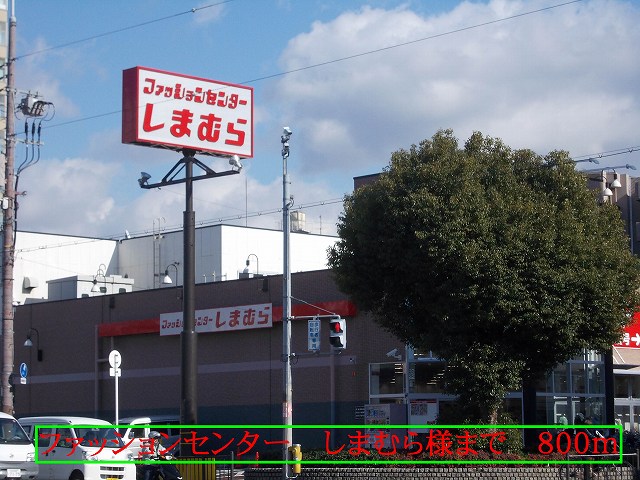 ファッションセンター
しまむら
ファッションセンターしまむら
ファッションセンター　しまむら様まで　800m